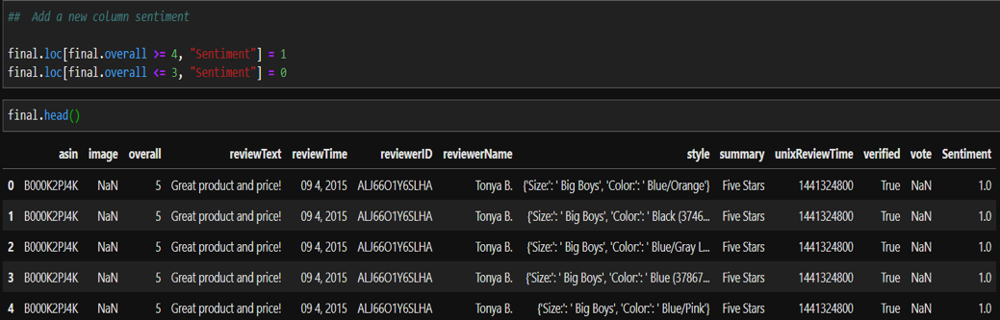 ## Add a new column sentiment
final.loc[final.overall >= 4, "Sentiment"] = 1
final.loc[final.overall <= 3, "Sentiment"] = 0
final.head()
asin image overall reviewText reviewTime reviewerID reviewerName style summary unixReviewTime verified vote Sentiment
0 B000K2PJ4K NaN 5 Great product and price! 09 4, 2015 ALJ66O1Y6SLHA Tonya B. {'Size:': ' Big Boys', 'Color:': ' Blue/Orange'} Five Stars 1441324800 True NaN 1.0
1 B000K2PJ4K NaN 5 Great product and price! 09 4, 2015 ALJ66O1Y6SLHA Tonya B. {'Size:': ' Big Boys', 'Color:': ' Black (3746... Five Stars 1441324800 True NaN 1.0
2 B000K2PJ4K NaN 5 Great product and price! 09 4, 2015 ALJ66O1Y6SLHA Tonya B. {'Size:': ' Big Boys', 'Color:': ' Blue/Gray L... Five Stars 1441324800 True NaN 1.0
3 B000K2PJ4K NaN 5 Great product and price! 09 4, 2015 ALJ66O1Y6SLHA Tonya B. {'Size:': ' Big Boys', 'Color:': ' Blue (37867... Five Stars 1441324800 True NaN 1.0
4 B000K2PJ4K NaN 5 Great product and price! 09 4, 2015 ALJ66O1Y6SLHA Tonya B. {'Size:': ' Big Boys', 'Color:': ' Blue/Pink'} Five Stars 1441324800 True NaN 1.0